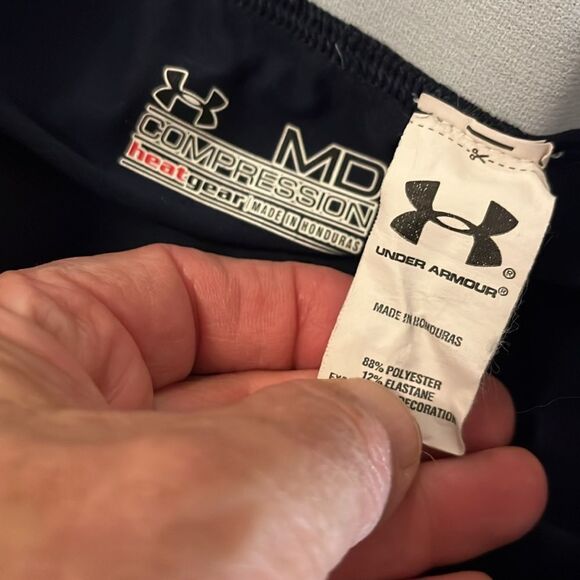 MD
COMPRESSION
heatgear MADE IN HONDURAS
UNDER ARMOUR®
MADE IN HONDURAS
88% POLYESTER
12% ELASTANE
DECORATION